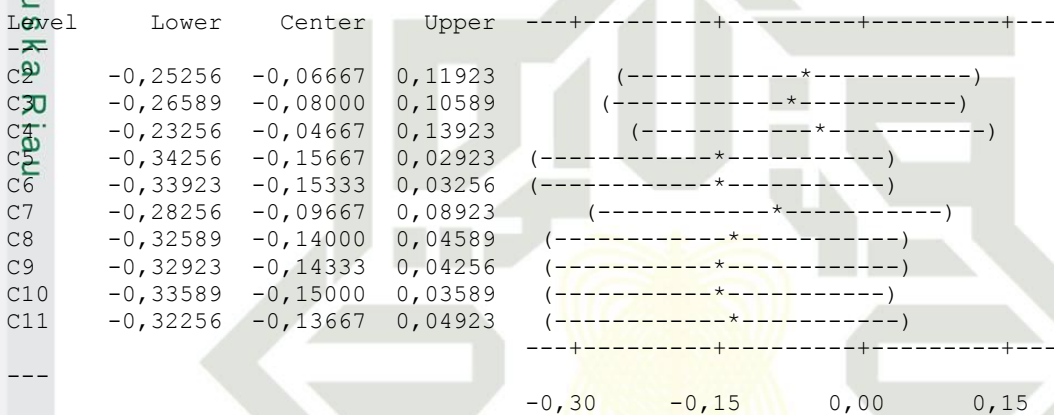 Level      Lower    Center     Upper  ---+---------+---------+---------+---
---
C2      -0,25256  -0,06667  0,11923         (------------*-----------)
C3      -0,26589  -0,08000  0,10589        (------------*-----------)
C4      -0,23256  -0,04667  0,13923          (------------*-----------)
C5      -0,34256  -0,15667  0,02923   (------------*-----------)
C6      -0,33923  -0,15333  0,03256   (------------*-----------)
C7      -0,28256  -0,09667  0,08923       (------------*-----------)
C8      -0,32589  -0,14000  0,04589    (------------*-----------)
C9      -0,32923  -0,14333  0,04256    (-----------*------------)
C10     -0,33589  -0,15000  0,03589    (-----------*-----------)
C11     -0,32256  -0,13667  0,04923    (------------*-----------)
---+---------+---------+---------+---
---
-0,30     -0,15      0,00      0,15
uska Riau